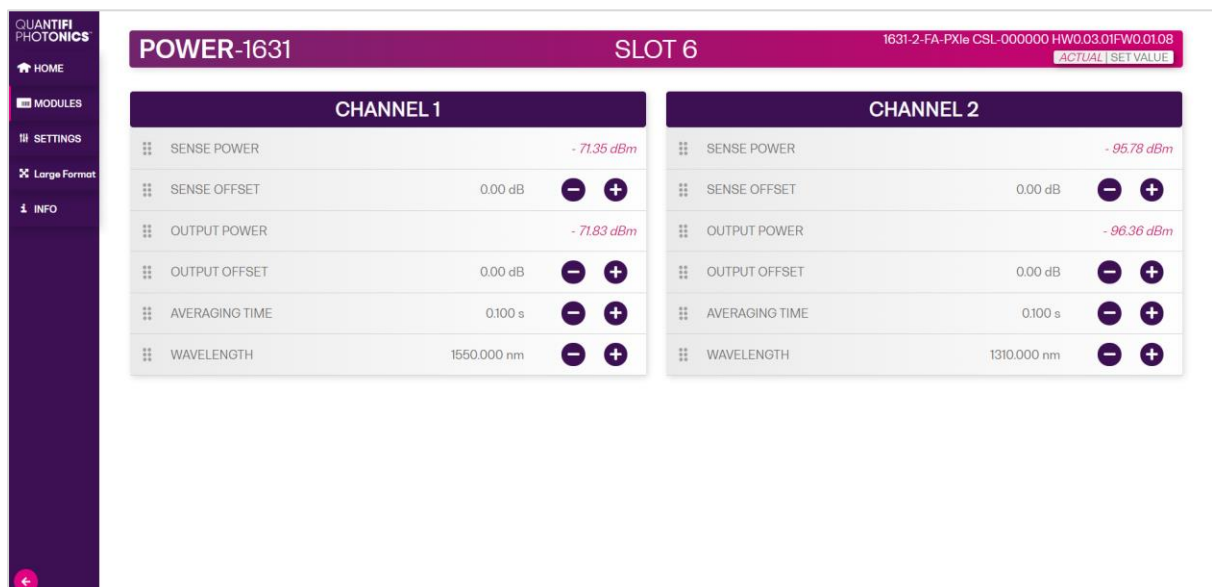 QUANTIFI
PHOTONICS
HOME
MODULES
SETTINGS
Large Format
INFO
POWER-1631
SLOT 6
1631-2-FA-PXIe CSL-000000 HW0.03.01FW0.01.08
ACTUAL | SET VALUE
CHANNEL 1
SENSE POWER - 71.35 dBm
SENSE OFFSET 0.00 dB
OUTPUT POWER - 71.83 dBm
OUTPUT OFFSET 0.00 dB
AVERAGING TIME 0.100 s
WAVELENGTH 1550.000 nm
CHANNEL 2
SENSE POWER - 95.78 dBm
SENSE OFFSET 0.00 dB
OUTPUT POWER - 96.36 dBm
OUTPUT OFFSET 0.00 dB
AVERAGING TIME 0.100 s
WAVELENGTH 1310.000 nm